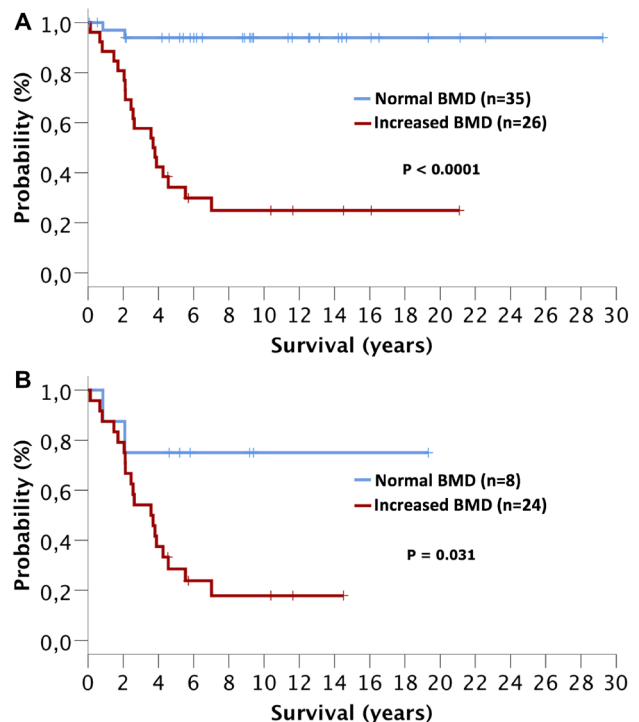 A
Probability (%)
1,0
0,8
0,6
0,4
0,2
0,0
Normal BMD (n=35)
Increased BMD (n=26)
P < 0.0001
0 2 4 6 8 10 12 14 16 18 20 22 24 26 28 30
Survival (years)
B
Probability (%)
1,0
0,8
0,6
0,4
0,2
0,0
Normal BMD (n=8)
Increased BMD (n=24)
P = 0.031
0 2 4 6 8 10 12 14 16 18 20 22 24 26 28 30
Survival (years)